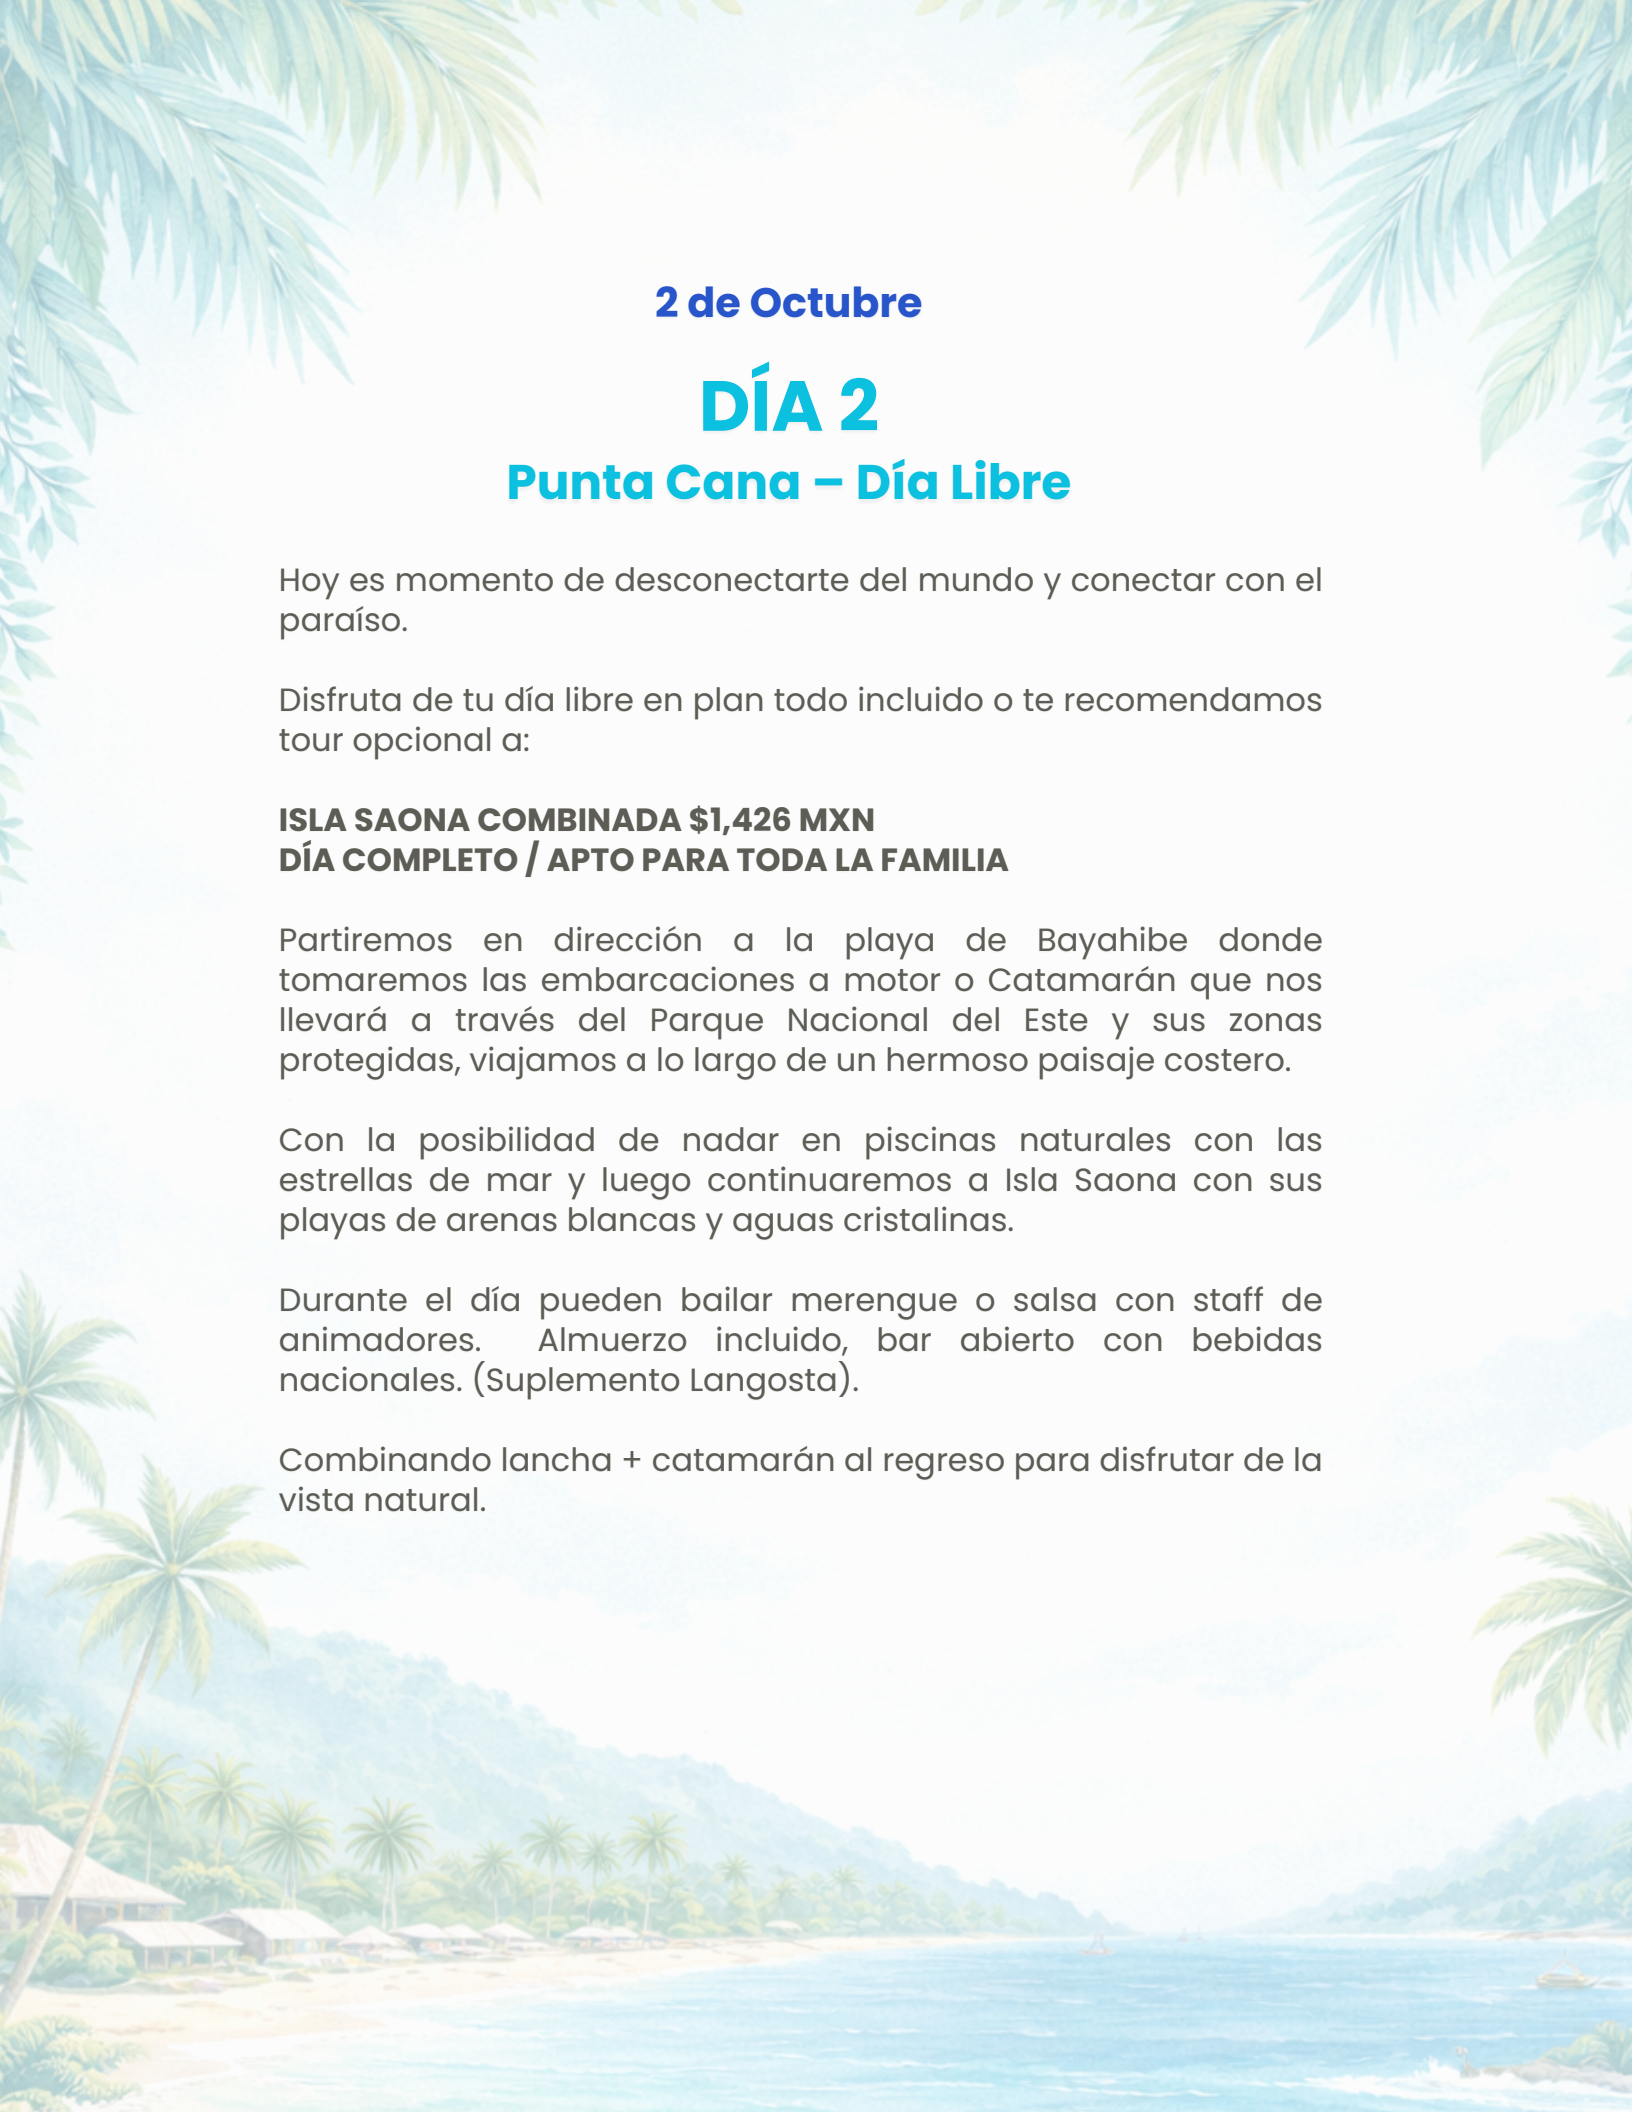 2 de Octubre
DÍA 2
Punta Cana – Día Libre
Hoy es momento de desconectarte del mundo y conectar con el
paraíso.
Disfruta de tu día libre en plan todo incluido o te recomendamos
tour opcional a:
ISLA SAONA COMBINADA $1,426 MXN
DÍA COMPLETO / APTO PARA TODA LA FAMILIA
Partiremos en dirección a la playa de Bayahibe donde
tomaremos las embarcaciones a motor o Catamarán que nos
llevará a través del Parque Nacional del Este y sus zonas
protegidas, viajamos a lo largo de un hermoso paisaje costero.
Con la posibilidad de nadar en piscinas naturales con las
estrellas de mar y luego continuaremos a Isla Saona con sus
playas de arenas blancas y aguas cristalinas.
Durante el día pueden bailar merengue o salsa con staff de
animadores. Almuerzo incluido, bar abierto con bebidas
nacionales. (Suplemento Langosta).
Combinando lancha + catamarán al regreso para disfrutar de la
vista natural.